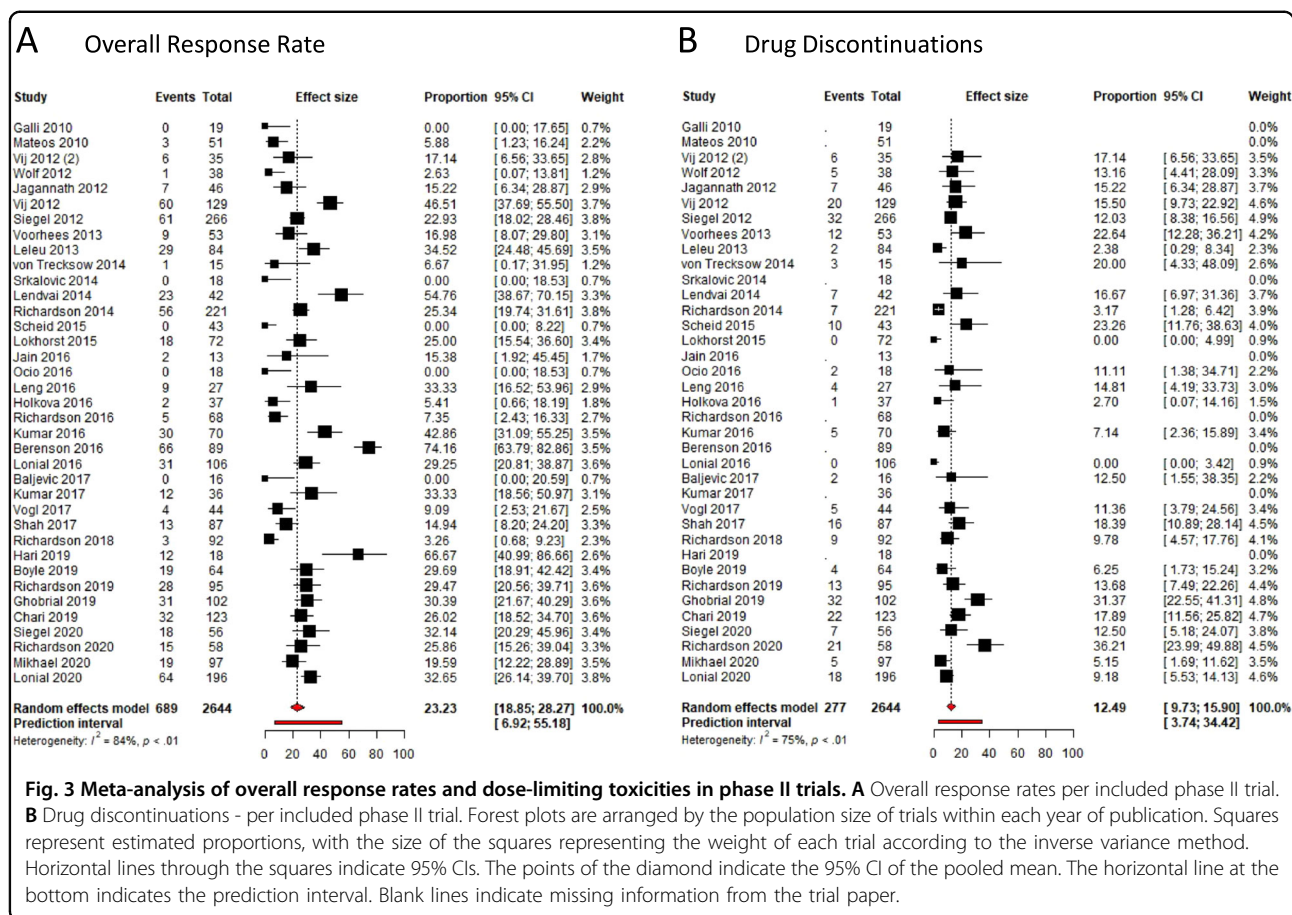 A Overall Response Rate
Study Events Total Effect size Proportion 95% CI Weight
Galli 2010 0 19 0.00 [ 0.00; 17.65] 0.7%
Mateos 2010 3 51 5.88 [ 1.23; 16.24] 2.2%
Vij 2012 (2) 6 35 17.14 [ 6.56; 33.65] 2.8%
Wolf 2012 1 38 2.63 [ 0.07; 13.81] 1.2%
Jagannath 2012 7 46 15.22 [ 6.34; 28.87] 2.9%
Vij 2012 60 129 46.51 [37.69; 55.50] 3.8%
Siegel 2012 61 266 22.93 [18.02; 28.46] 3.8%
Voorhees 2013 9 53 16.98 [ 8.07; 29.80] 3.1%
Leleu 2013 29 84 34.52 [24.48; 45.69] 3.5%
von Trecksow 2014 1 15 6.67 [ 0.17; 31.95] 1.2%
Srkalovic 2014 0 18 0.00 [ 0.00; 18.53] 0.7%
Lendvai 2014 23 42 54.76 [38.67; 70.15] 3.3%
Richardson 2014 56 221 25.34 [19.74; 31.61] 3.8%
Scheid 2015 0 43 0.00 [ 0.00; 8.22] 0.7%
Lokhorst 2015 18 72 25.00 [15.54; 36.60] 3.4%
Jain 2016 2 13 15.38 [ 1.92; 45.45] 1.7%
Ocio 2016 0 18 0.00 [ 0.00; 18.53] 0.7%
Leng 2016 9 27 33.33 [16.52; 53.96] 2.9%
Holkova 2016 2 37 5.41 [ 0.66; 18.19] 1.9%
Richardson 2016 5 68 7.35 [ 2.43; 16.33] 2.7%
Kumar 2016 30 70 42.86 [31.09; 55.25] 3.5%
Berenson 2016 66 89 74.16 [63.79; 82.86] 3.5%
Lonial 2016 31 106 29.25 [20.81; 38.87] 3.6%
Baljevic 2017 0 16 0.00 [ 0.00; 20.59] 0.7%
Kumar 2017 12 36 33.33 [18.56; 50.97] 3.1%
Vogl 2017 4 44 9.09 [ 2.53; 21.67] 2.5%
Shah 2017 13 87 14.94 [ 8.20; 24.20] 3.3%
Richardson 2018 3 92 3.26 [ 0.68; 9.23] 2.3%
Hari 2019 12 18 66.67 [40.99; 86.66] 2.6%
Boyle 2019 19 64 29.69 [18.91; 42.42] 3.4%
Richardson 2019 28 95 29.47 [20.56; 39.71] 3.6%
Ghobrial 2019 31 102 30.39 [21.67; 40.29] 3.6%
Chari 2019 32 123 26.02 [18.52; 34.70] 3.6%
Siegel 2020 18 56 32.14 [20.29; 45.96] 3.4%
Richardson 2020 15 58 25.86 [15.26; 39.04] 3.3%
Mikhael 2020 19 97 19.59 [12.22; 28.89] 3.5%
Lonial 2020 64 196 32.65 [26.14; 39.70] 3.8%
Random effects model 689 2644 23.23 [18.85; 28.27] 100.0%
Prediction interval [ 6.92; 55.18]
Heterogeneity: I² = 84%, p < .01
0 20 40 60 80 100
B Drug Discontinuations
Study Events Total Effect size Proportion 95% CI Weight
Galli 2010 . 19 0.0%
Mateos 2010 . 51 0.0%
Vij 2012 (2) 6 35 17.14 [ 6.56; 33.65] 3.5%
Wolf 2012 5 38 13.16 [ 4.41; 28.09] 3.3%
Jagannath 2012 7 46 15.22 [ 6.34; 28.87] 3.7%
Vij 2012 20 129 15.50 [ 9.73; 22.92] 4.6%
Siegel 2012 32 266 12.03 [ 8.38; 16.56] 4.8%
Voorhees 2013 12 53 22.64 [12.28; 36.21] 4.2%
Leleu 2013 2 84 2.38 [ 0.29; 8.34] 2.3%
von Trecksow 2014 3 15 20.00 [ 4.33; 48.09] 2.6%
Srkalovic 2014 . 18 0.0%
Lendvai 2014 7 42 16.67 [ 6.97; 31.36] 3.7%
Richardson 2014 7 221 3.17 [ 1.28; 6.42] 3.8%
Scheid 2015 10 43 23.26 [11.76; 38.63] 4.0%
Lokhorst 2015 0 72 0.00 [ 0.00; 4.99] 0.9%
Jain 2016 . 13 0.0%
Ocio 2016 2 18 11.11 [ 1.38; 34.71] 2.2%
Leng 2016 4 27 14.81 [ 4.19; 33.73] 3.0%
Holkova 2016 1 37 2.70 [ 0.07; 14.16] 1.5%
Richardson 2016 . 68 0.0%
Kumar 2016 5 70 7.14 [ 2.36; 15.89] 3.4%
Berenson 2016 . 89 0.0%
Lonial 2016 0 106 0.00 [ 0.00; 3.42] 0.9%
Baljevic 2017 2 16 12.50 [ 1.55; 38.35] 2.2%
Kumar 2017 . 36 0.0%
Vogl 2017 5 44 11.36 [ 3.79; 24.56] 3.4%
Shah 2017 16 87 18.39 [10.89; 28.14] 4.5%
Richardson 2018 9 92 9.78 [ 4.57; 17.76] 4.1%
Hari 2019 . 18 0.0%
Boyle 2019 4 64 6.25 [ 1.73; 15.24] 3.2%
Richardson 2019 13 95 13.68 [ 7.49; 22.26] 4.4%
Ghobrial 2019 32 102 31.37 [22.55; 41.31] 4.8%
Chari 2019 22 123 17.89 [11.56; 25.82] 4.7%
Siegel 2020 7 56 12.50 [ 5.18; 24.07] 3.8%
Richardson 2020 21 58 36.21 [23.99; 49.88] 4.5%
Mikhael 2020 5 97 5.15 [ 1.69; 11.62] 3.5%
Lonial 2020 18 196 9.18 [ 5.53; 14.13] 4.6%
Random effects model 277 2644 12.49 [ 9.73; 15.90] 100.0%
Prediction interval [ 3.74; 34.42]
Heterogeneity: I² = 75%, p < .01
0 20 40 60 80 100
Fig. 3 Meta-analysis of overall response rates and dose-limiting toxicities in phase II trials. A Overall response rates per included phase II trial.
B Drug discontinuations - per included phase II trial. Forest plots are arranged by the population size of trials within each year of publication. Squares
represent estimated proportions, with the size of the squares representing the weight of each trial according to the inverse variance method.
Horizontal lines through the squares indicate 95% CIs. The points of the diamond indicate the 95% CI of the pooled mean. The horizontal line at the
bottom indicates the prediction interval. Blank lines indicate missing information from the trial paper.